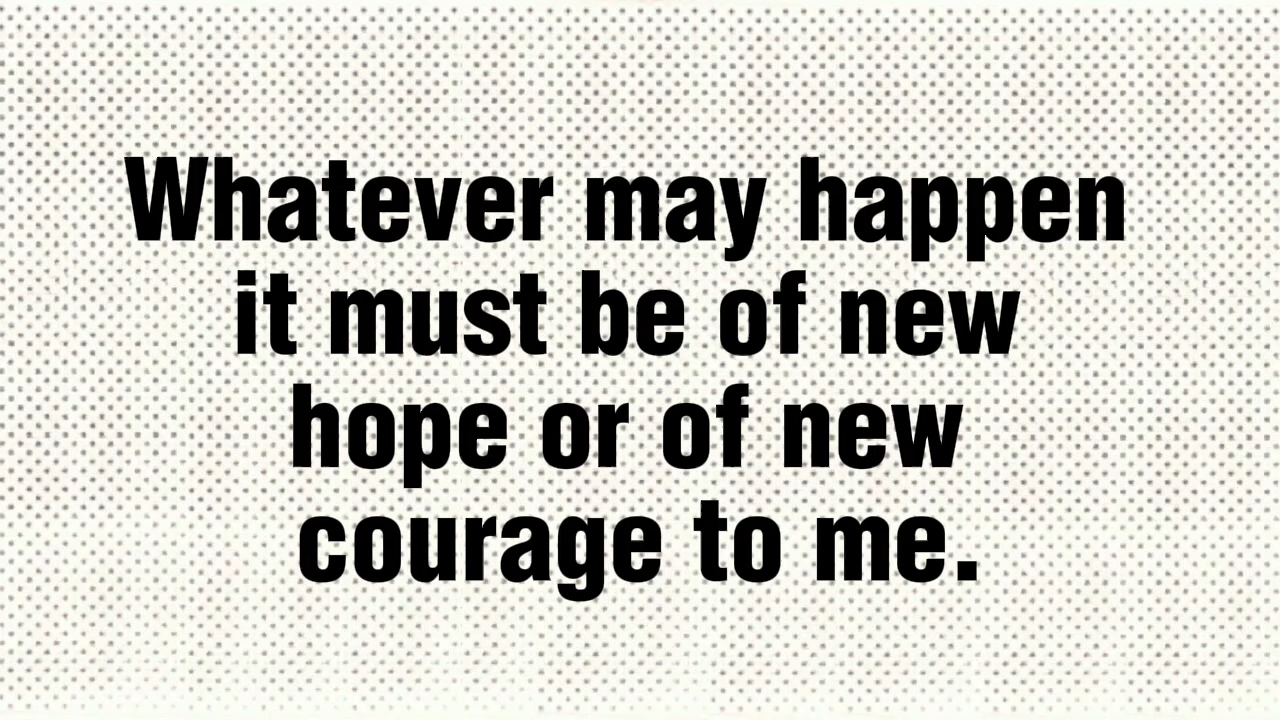 Whatever may happen
it must be of new
hope or of new
courage to me.